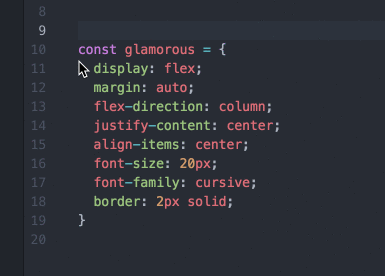 8
9
10 const glamorous = {
11 display: flex;
12 margin: auto;
13 flex-direction: column;
14 justify-content: center;
15 align-items: center;
16 font-size: 20px;
17 font-family: cursive;
18 border: 2px solid;
19 }
20